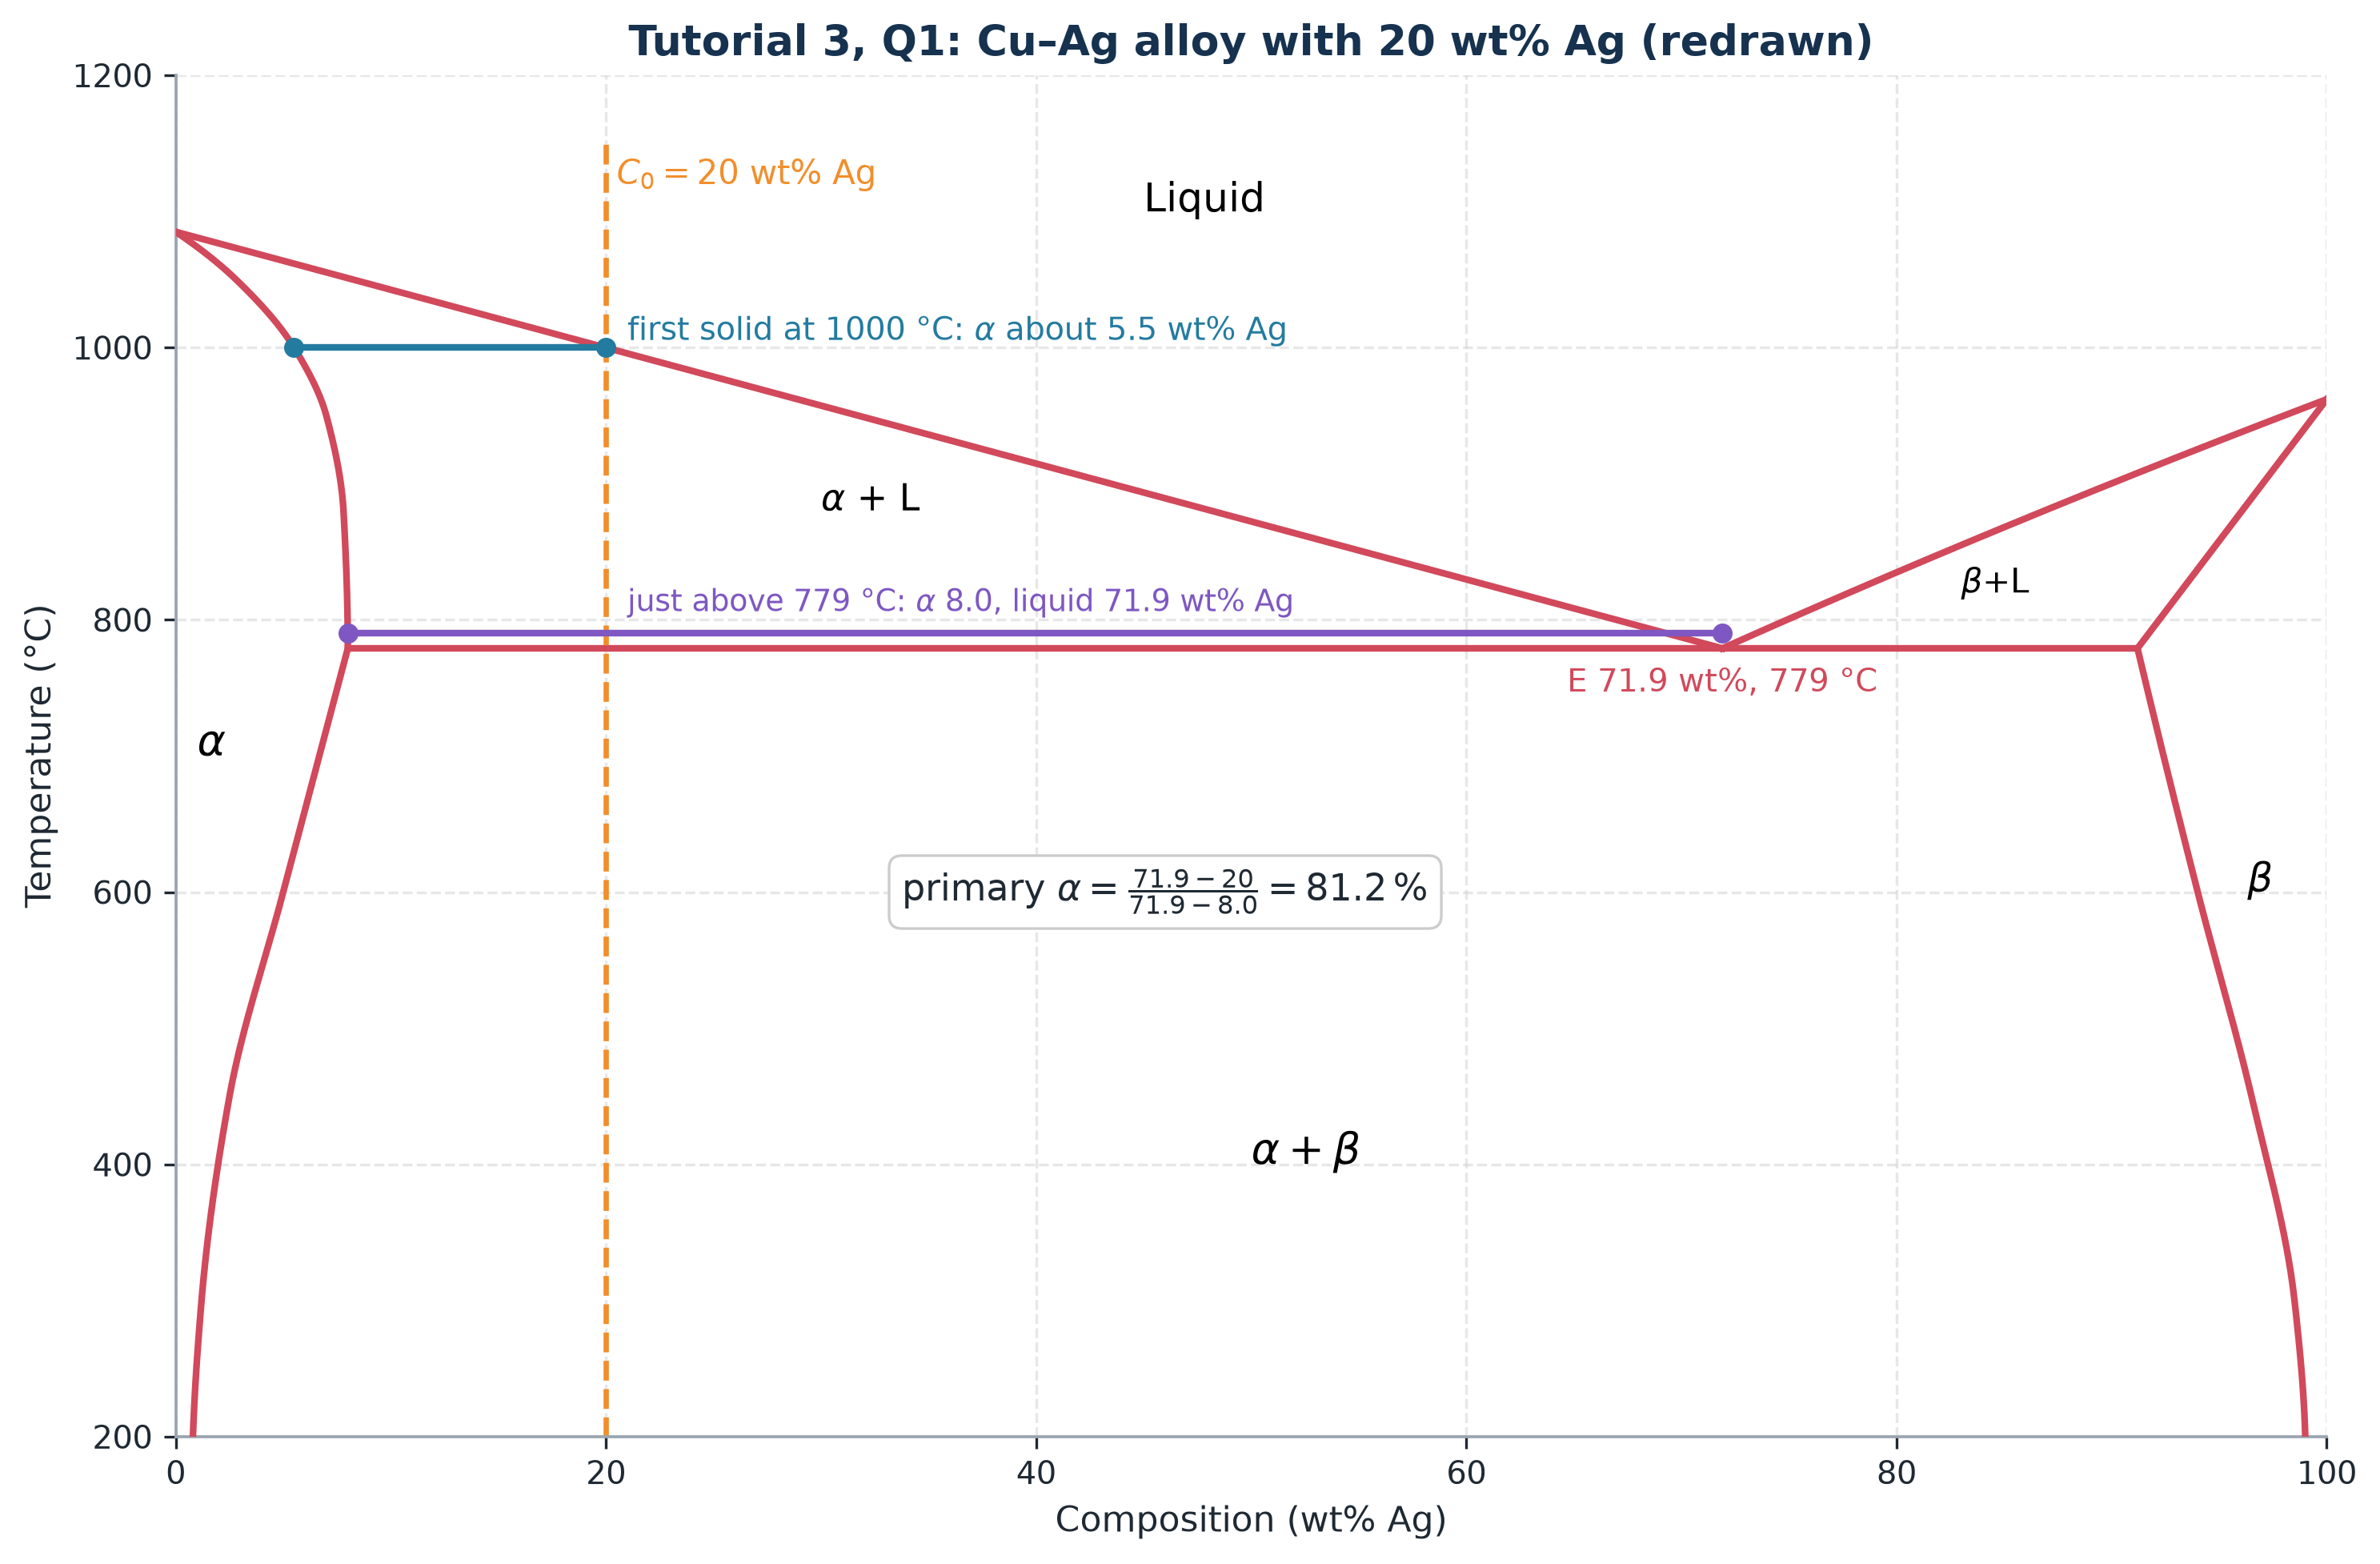 Tutorial 3, Q1: Cu–Ag alloy with 20 wt% Ag (redrawn)
1200
C₀ = 20 wt% Ag
Liquid
first solid at 1000 °C: α about 5.5 wt% Ag
1000
α + L
β+L
just above 779 °C: α 8.0, liquid 71.9 wt% Ag
800
E 71.9 wt%, 779 °C
α
Temperature (°C)
primary α = (71.9 − 20)/(71.9 − 8.0) = 81.2 %
β
600
α + β
400
200
0 20 40 60 80 100
Composition (wt% Ag)